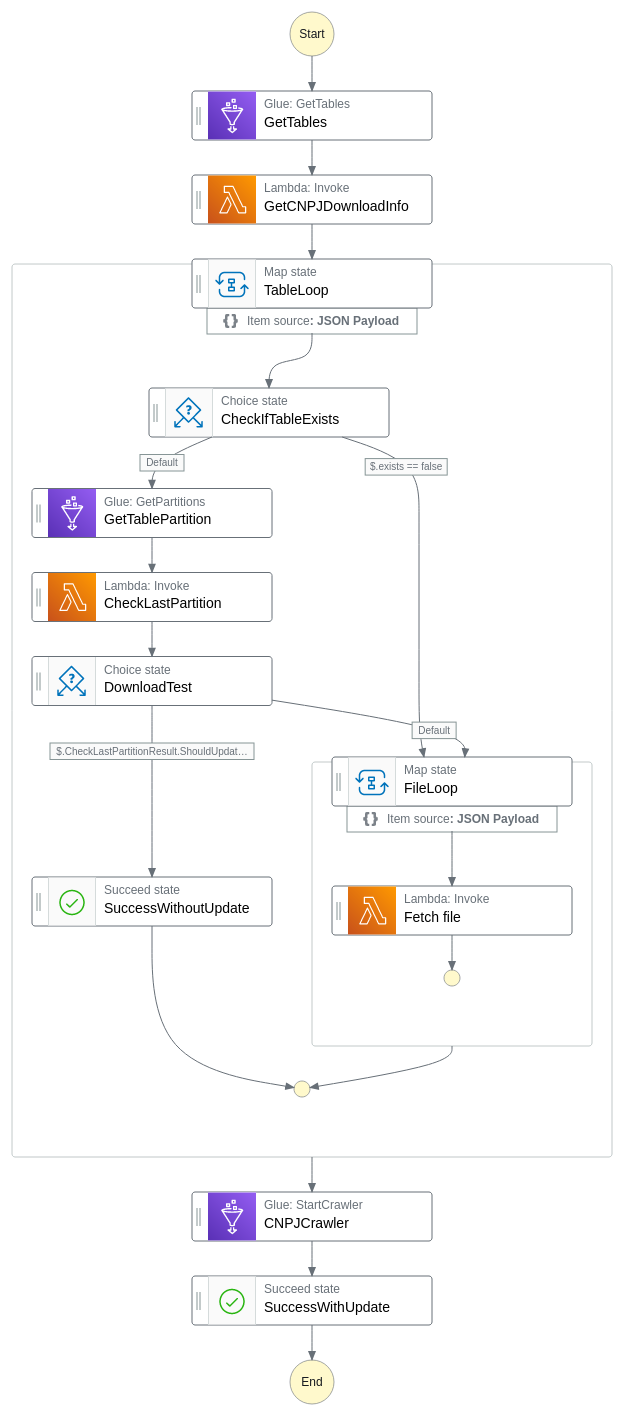 Start
Glue: GetTables
GetTables
Lambda: Invoke
GetCNPJDownloadInfo
Map state
TableLoop
{} Item source: JSON Payload
Choice state
CheckIfTableExists
Default
$.exists == false
Glue: GetPartitions
GetTablePartition
Lambda: Invoke
CheckLastPartition
Choice state
DownloadTest
Default
$.CheckLastPartitionResult.ShouldUpdat…
Map state
FileLoop
{} Item source: JSON Payload
Succeed state
SuccessWithoutUpdate
Lambda: Invoke
Fetch file
Glue: StartCrawler
CNPJCrawler
Succeed state
SuccessWithUpdate
End